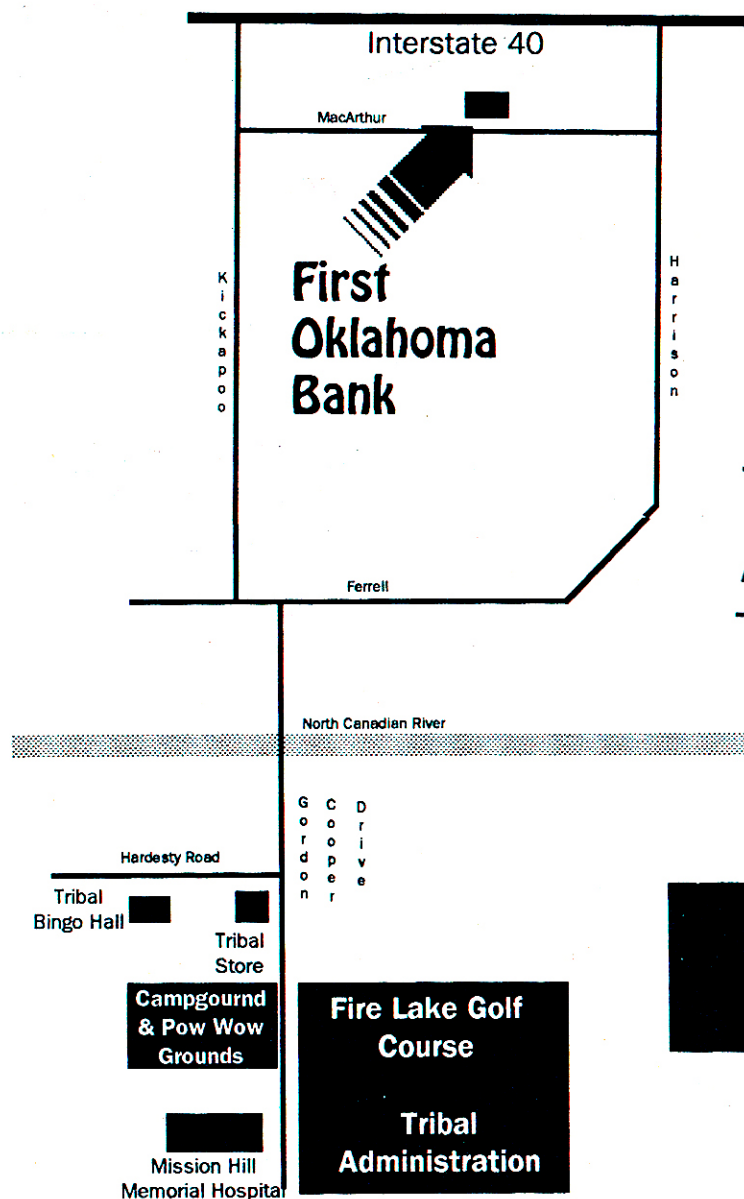 Interstate 40
MacArthur
Kickapoo
Harrison
First
Oklahoma
Bank
Ferrell
North Canadian River
Gordon
Cooper
Drive
Hardesty Road
Tribal
Bingo Hall
Tribal
Store
Campgournd
& Pow Wow
Grounds
Fire Lake Golf
Course
Tribal
Administration
Mission Hill
Memorial Hospital